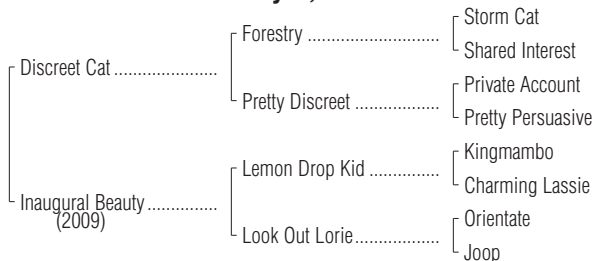 Storm Cat
Forestry ................................
Shared Interest
Discreet Cat .........................
Private Account
Pretty Discreet ....................
Pretty Persuasive
Kingmambo
Lemon Drop Kid ................
Charming Lassie
Inaugural Beauty ................
(2009)
Orientate
Look Out Lorie....................
Joop